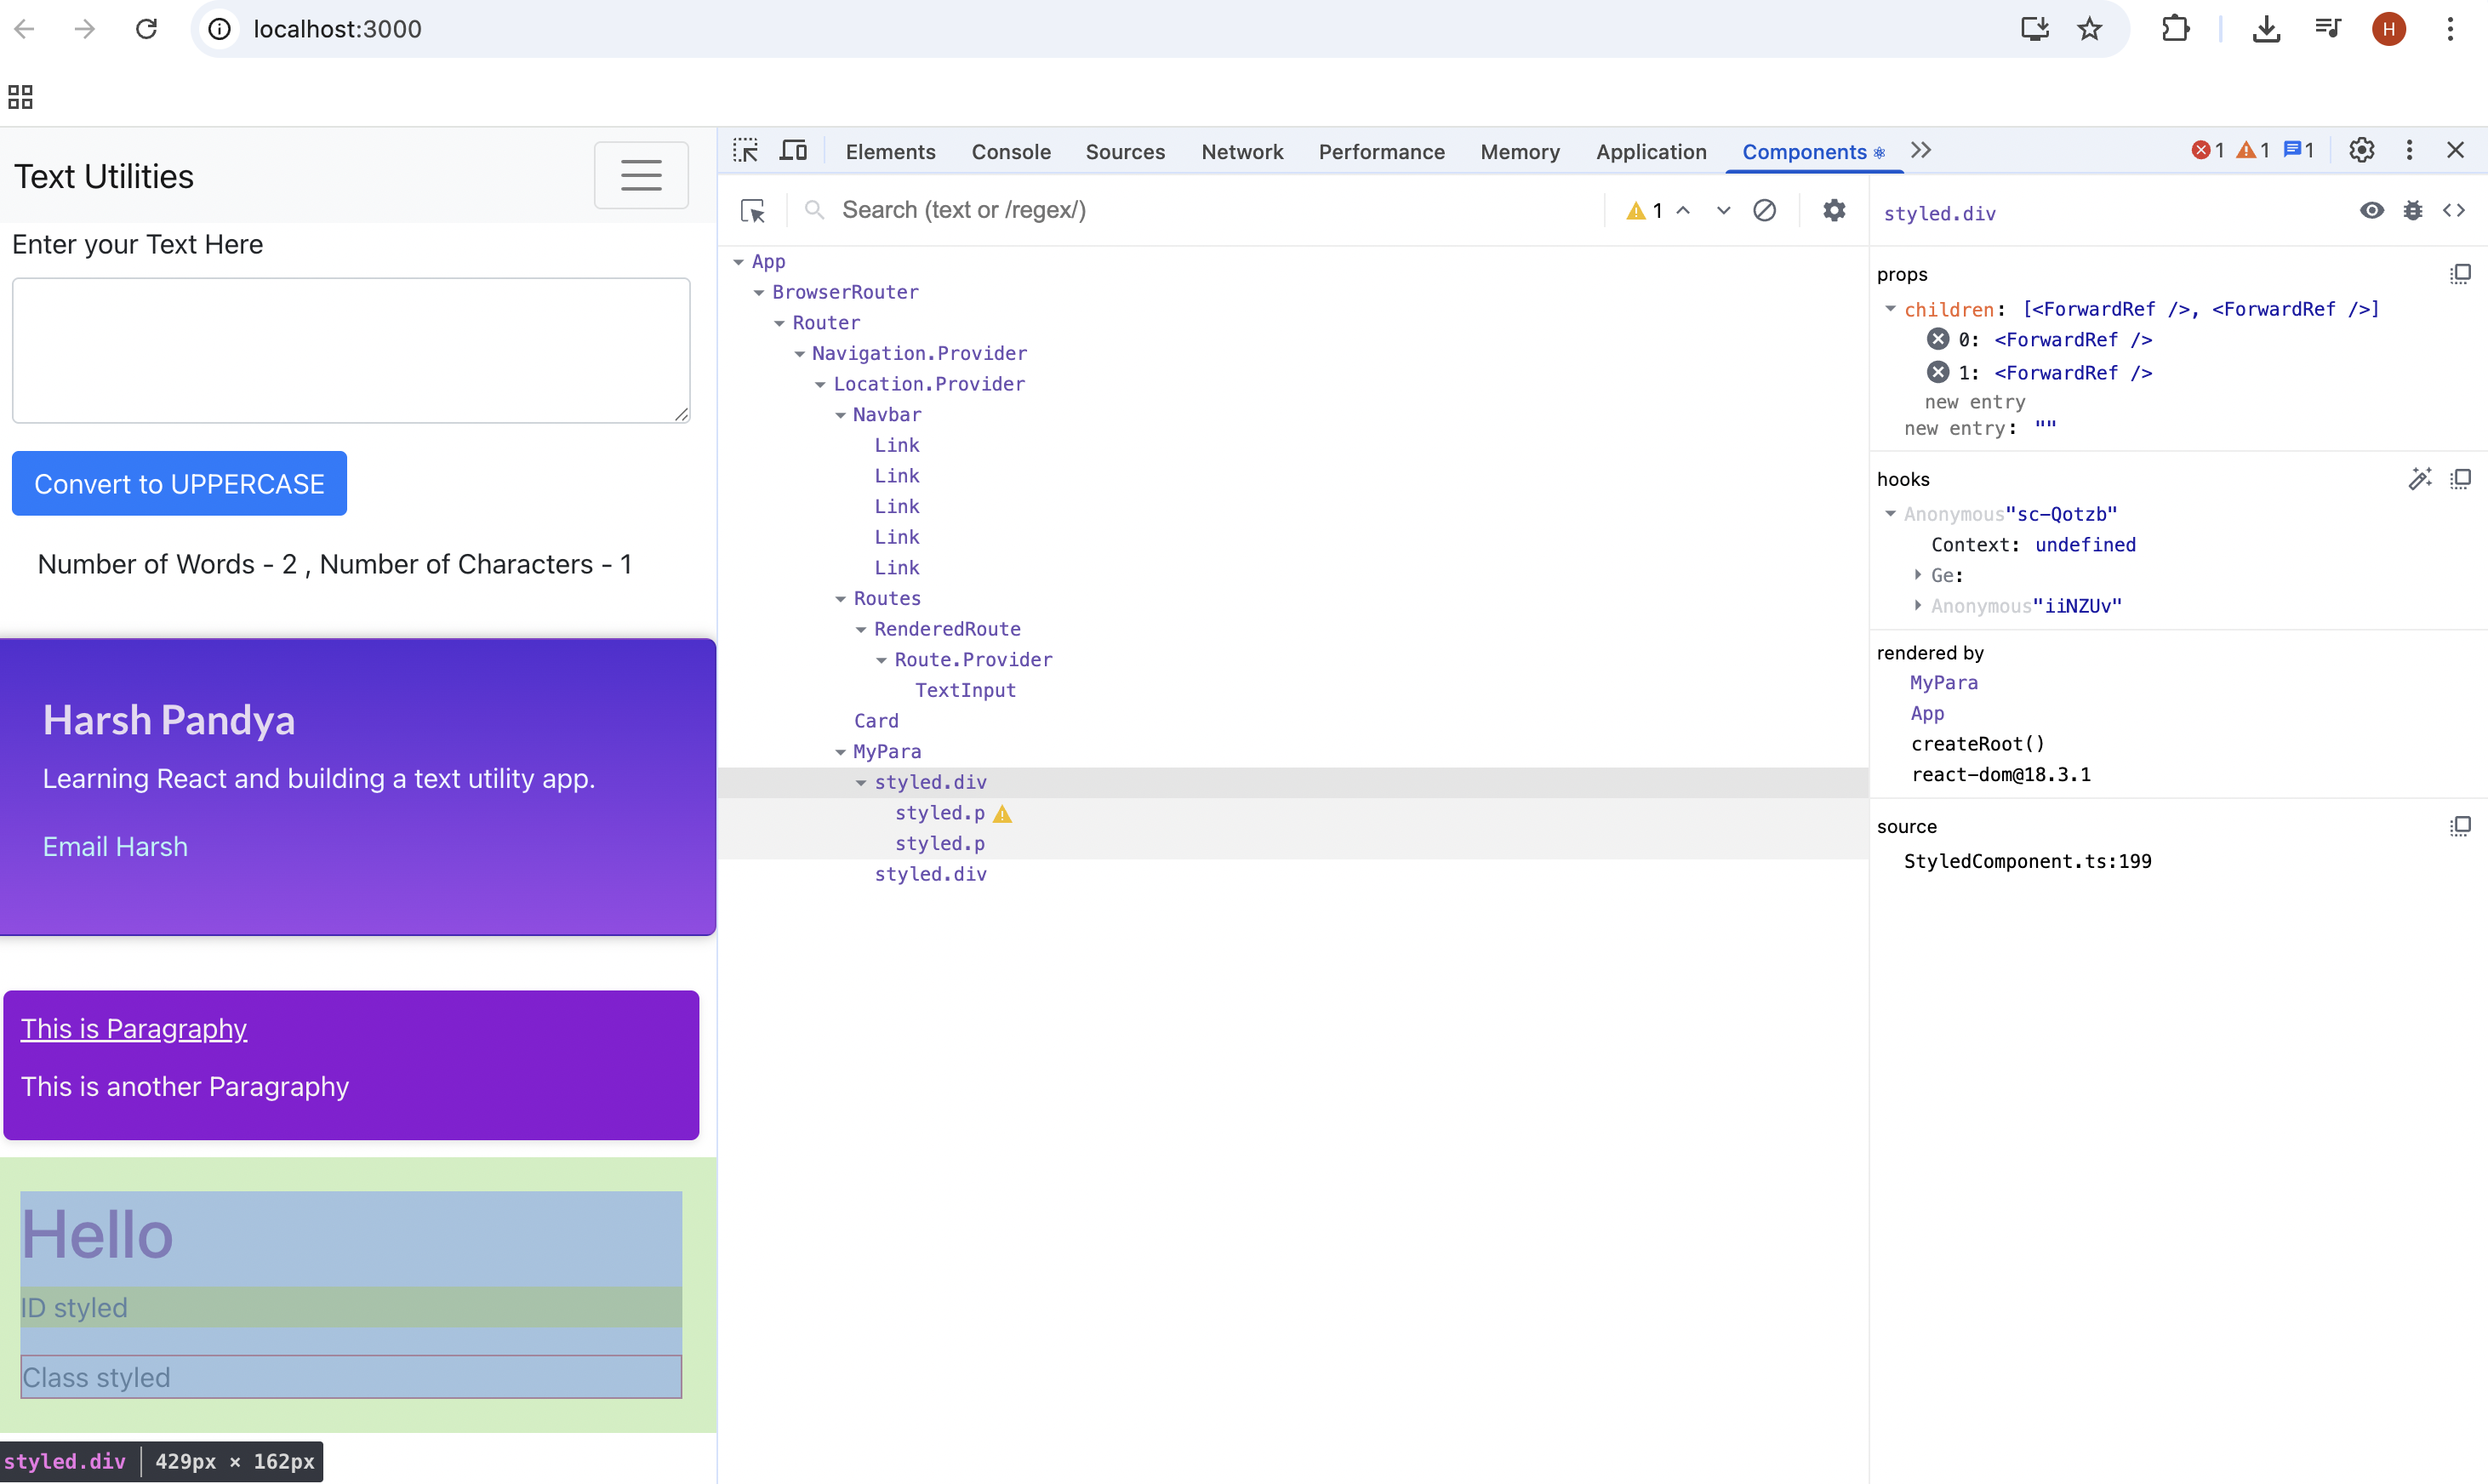 localhost:3000
H
Text Utilities
Enter your Text Here
Convert to UPPERCASE
Number of Words - 2 , Number of Characters - 1
Harsh Pandya
Learning React and building a text utility app.
Email Harsh
This is Paragraphy
This is another Paragraphy
Hello
ID styled
Class styled
styled.div 429px × 162px
Elements Console Sources Network Performance Memory Application Components 1 1 1
Search (text or /regex/) 1
App
BrowserRouter
Router
Navigation.Provider
Location.Provider
Navbar
Link
Link
Link
Link
Link
Routes
RenderedRoute
Route.Provider
TextInput
Card
MyPara
styled.div
styled.p
styled.p
styled.div
styled.div
props
children: [<ForwardRef />, <ForwardRef />]
0: <ForwardRef />
1: <ForwardRef />
new entry
new entry: ""
hooks
Anonymous"sc-Qotzb"
Context: undefined
Ge:
Anonymous"iiNZUv"
rendered by
MyPara
App
createRoot()
react-dom@18.3.1
source
StyledComponent.ts:199